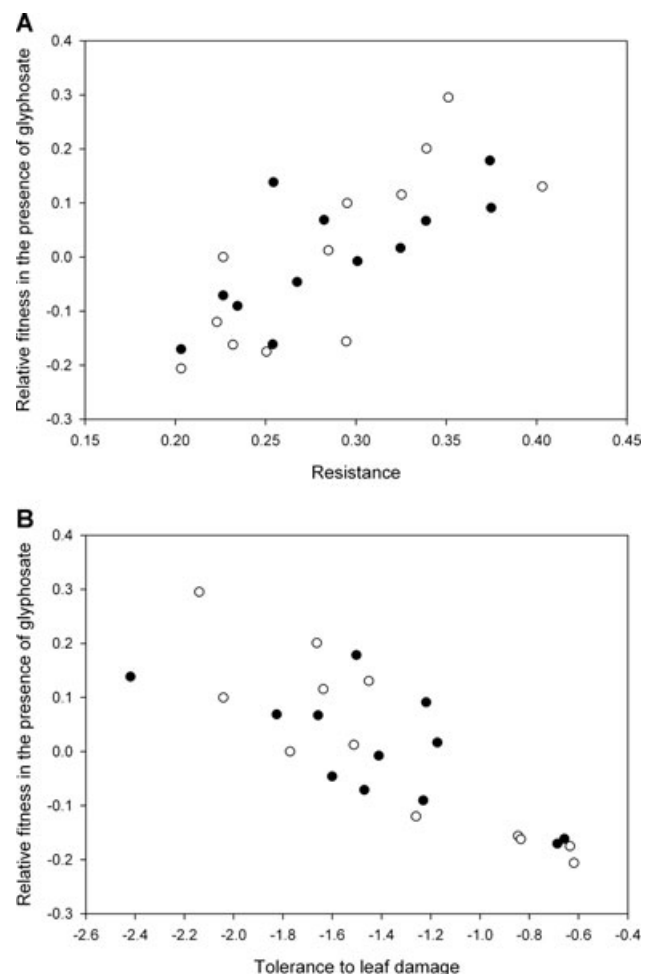 A
Relative fitness in the presence of glyphosate
0.4
0.3
0.2
0.1
0.0
-0.1
-0.2
-0.3
0.15 0.20 0.25 0.30 0.35 0.40 0.45
Resistance
B
Relative fitness in the presence of glyphosate
0.4
0.3
0.2
0.1
0.0
-0.1
-0.2
-0.3
-2.6 -2.4 -2.2 -2.0 -1.8 -1.6 -1.4 -1.2 -1.0 -0.8 -0.6 -0.4
Tolerance to leaf damage